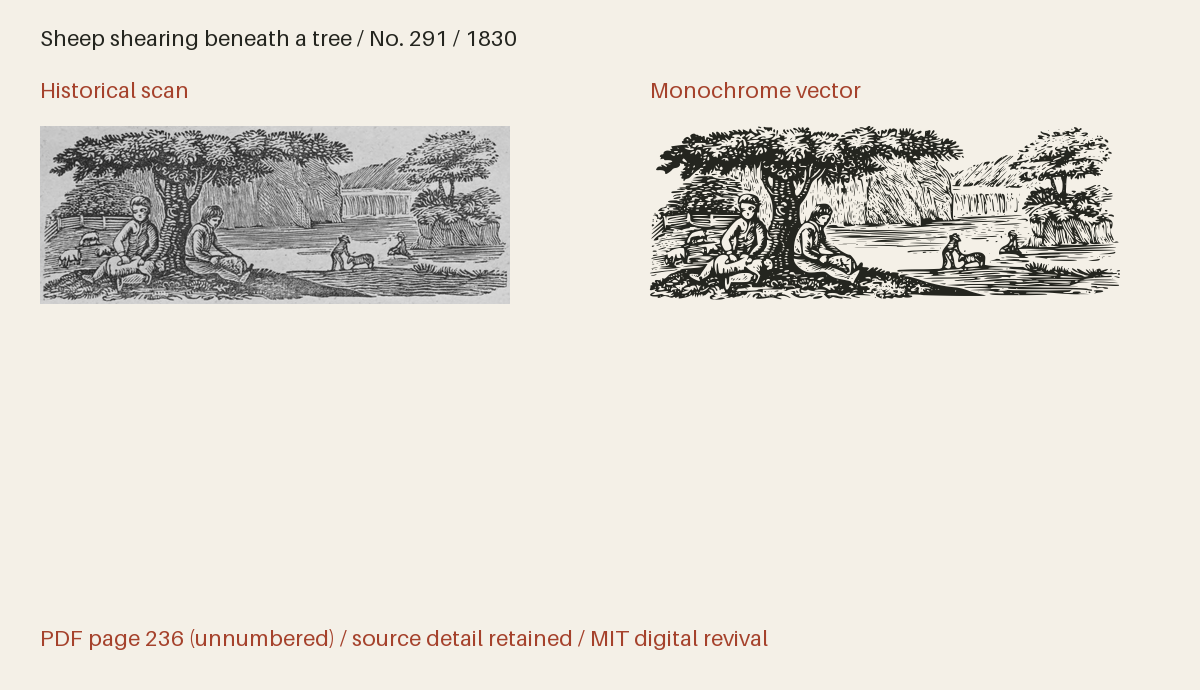 Sheep shearing beneath a tree / No. 291 / 1830
Historical scan
Monochrome vector
PDF page 236 (unnumbered) / source detail retained / MIT digital revival